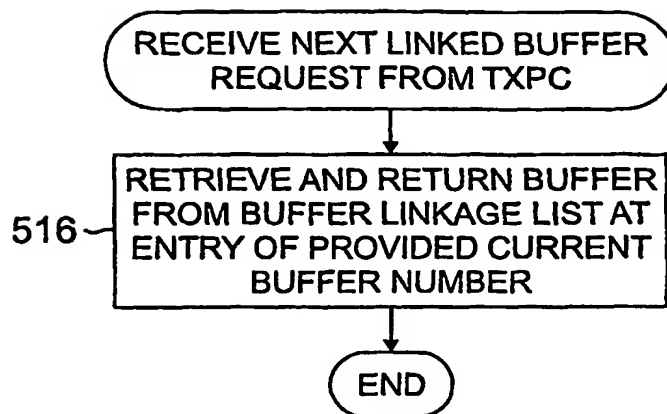 RECEIVE NEXT LINKED BUFFER
REQUEST FROM TXPC
516
RETRIEVE AND RETURN BUFFER
FROM BUFFER LINKAGE LIST AT
ENTRY OF PROVIDED CURRENT
BUFFER NUMBER
END